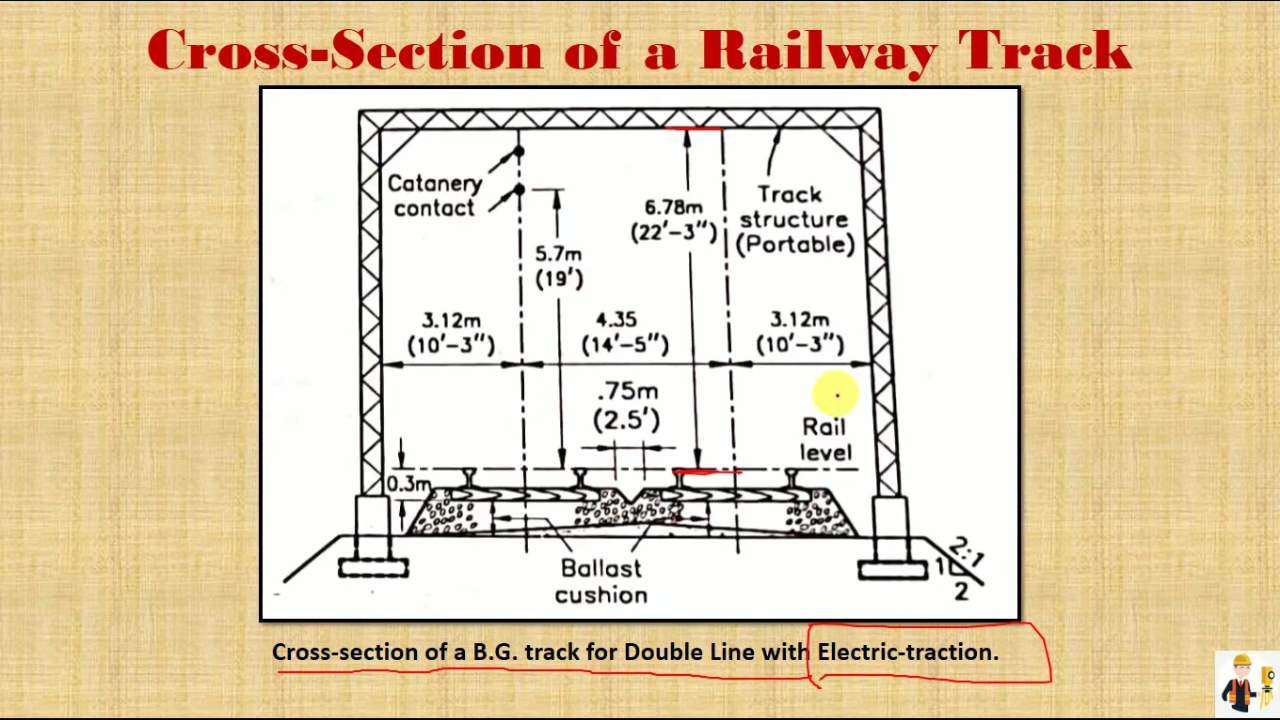 Cross-Section of a Railway Track
Catanery
contact
5.7m
(19')
6.78m
(22'-3")
Track
structure
(Portable)
3.12m
(10'-3")
4.35
(14'-5")
3.12m
(10'-3")
.75m
(2.5')
Rail
level
0.3m
Ballast
cushion
2:1
1
2
Cross-section of a B.G. track for Double Line with Electric-traction.